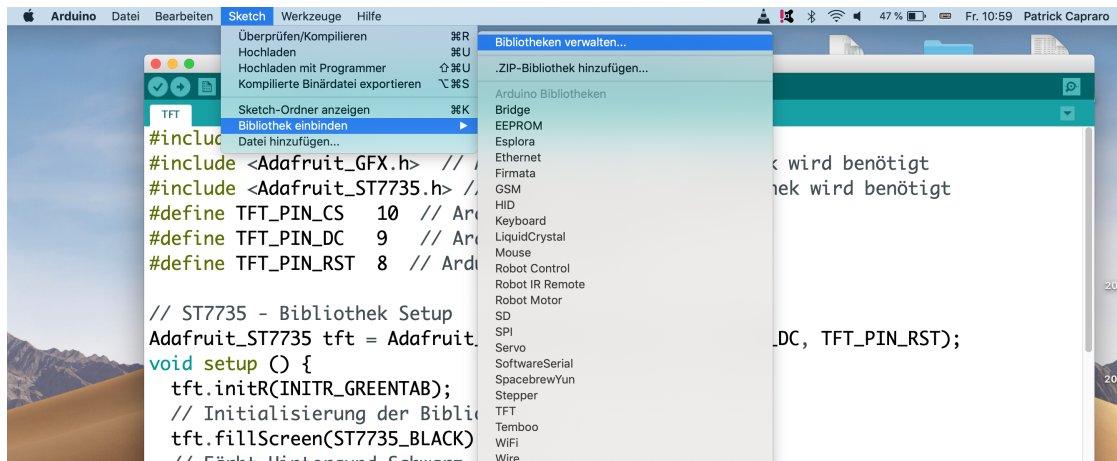 Arduino Datei Bearbeiten Sketch Werkzeuge Hilfe 47 % Fr. 10:59 Patrick Capraro
Überprüfen/Kompilieren ⌘R
Hochladen ⌘U
Hochladen mit Programmer ⇧⌘U
Kompilierte Binärdatei exportieren ⌥⌘S
Sketch-Ordner anzeigen ⌘K
Bibliothek einbinden
Datei hinzufügen...
Bibliotheken verwalten...
.ZIP-Bibliothek hinzufügen...
Arduino Bibliotheken
Bridge
EEPROM
Esplora
Ethernet
Firmata
GSM
HID
Keyboard
LiquidCrystal
Mouse
Robot Control
Robot IR Remote
Robot Motor
SD
SPI
Servo
SoftwareSerial
SpacebrewYun
Stepper
TFT
Temboo
WiFi
Wire
TFT
#includ
#include <Adafruit_GFX.h> // wird benötigt
#include <Adafruit_ST7735.h> // wird benötigt
#define TFT_PIN_CS 10 // Ar
#define TFT_PIN_DC 9 // Ar
#define TFT_PIN_RST 8 // Ardu
// ST7735 - Bibliothek Setup
Adafruit_ST7735 tft = Adafruit_ _DC, TFT_PIN_RST);
void setup () {
tft.initR(INITR_GREENTAB);
// Initialisierung der Biblio
tft.fillScreen(ST7735_BLACK)
20
20